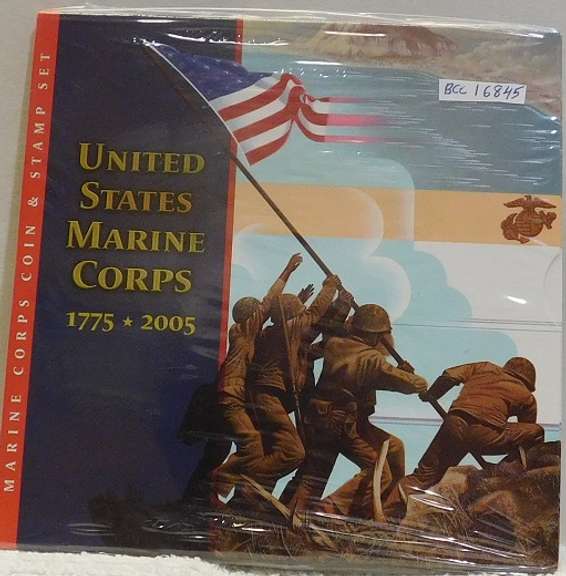 MARINE CORPS COIN & STAMP SET
UNITED
STATES
MARINE
CORPS
1775 ★ 2005
BCC 16845